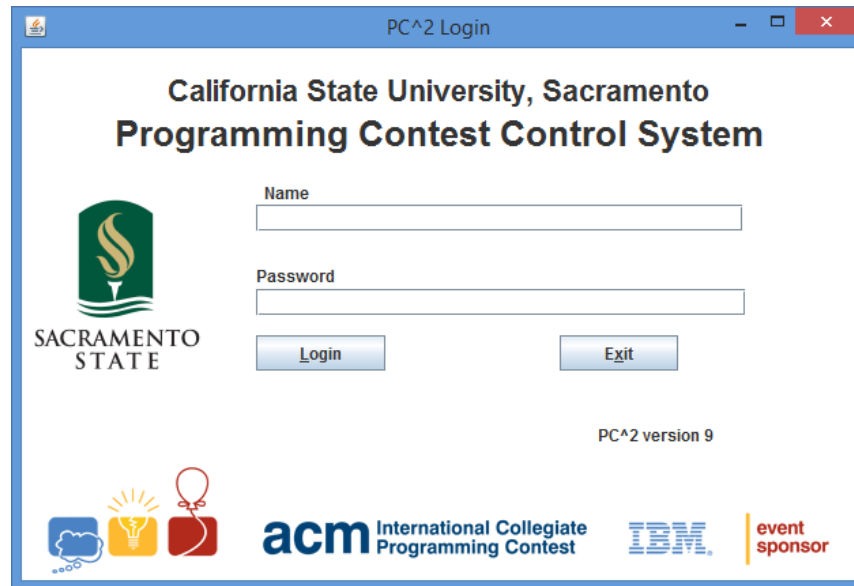 PC^2 Login
California State University, Sacramento
Programming Contest Control System
Name
Password
SACRAMENTO
STATE
Login
Exit
PC^2 version 9
acm International Collegiate
Programming Contest
IBM.
event
sponsor